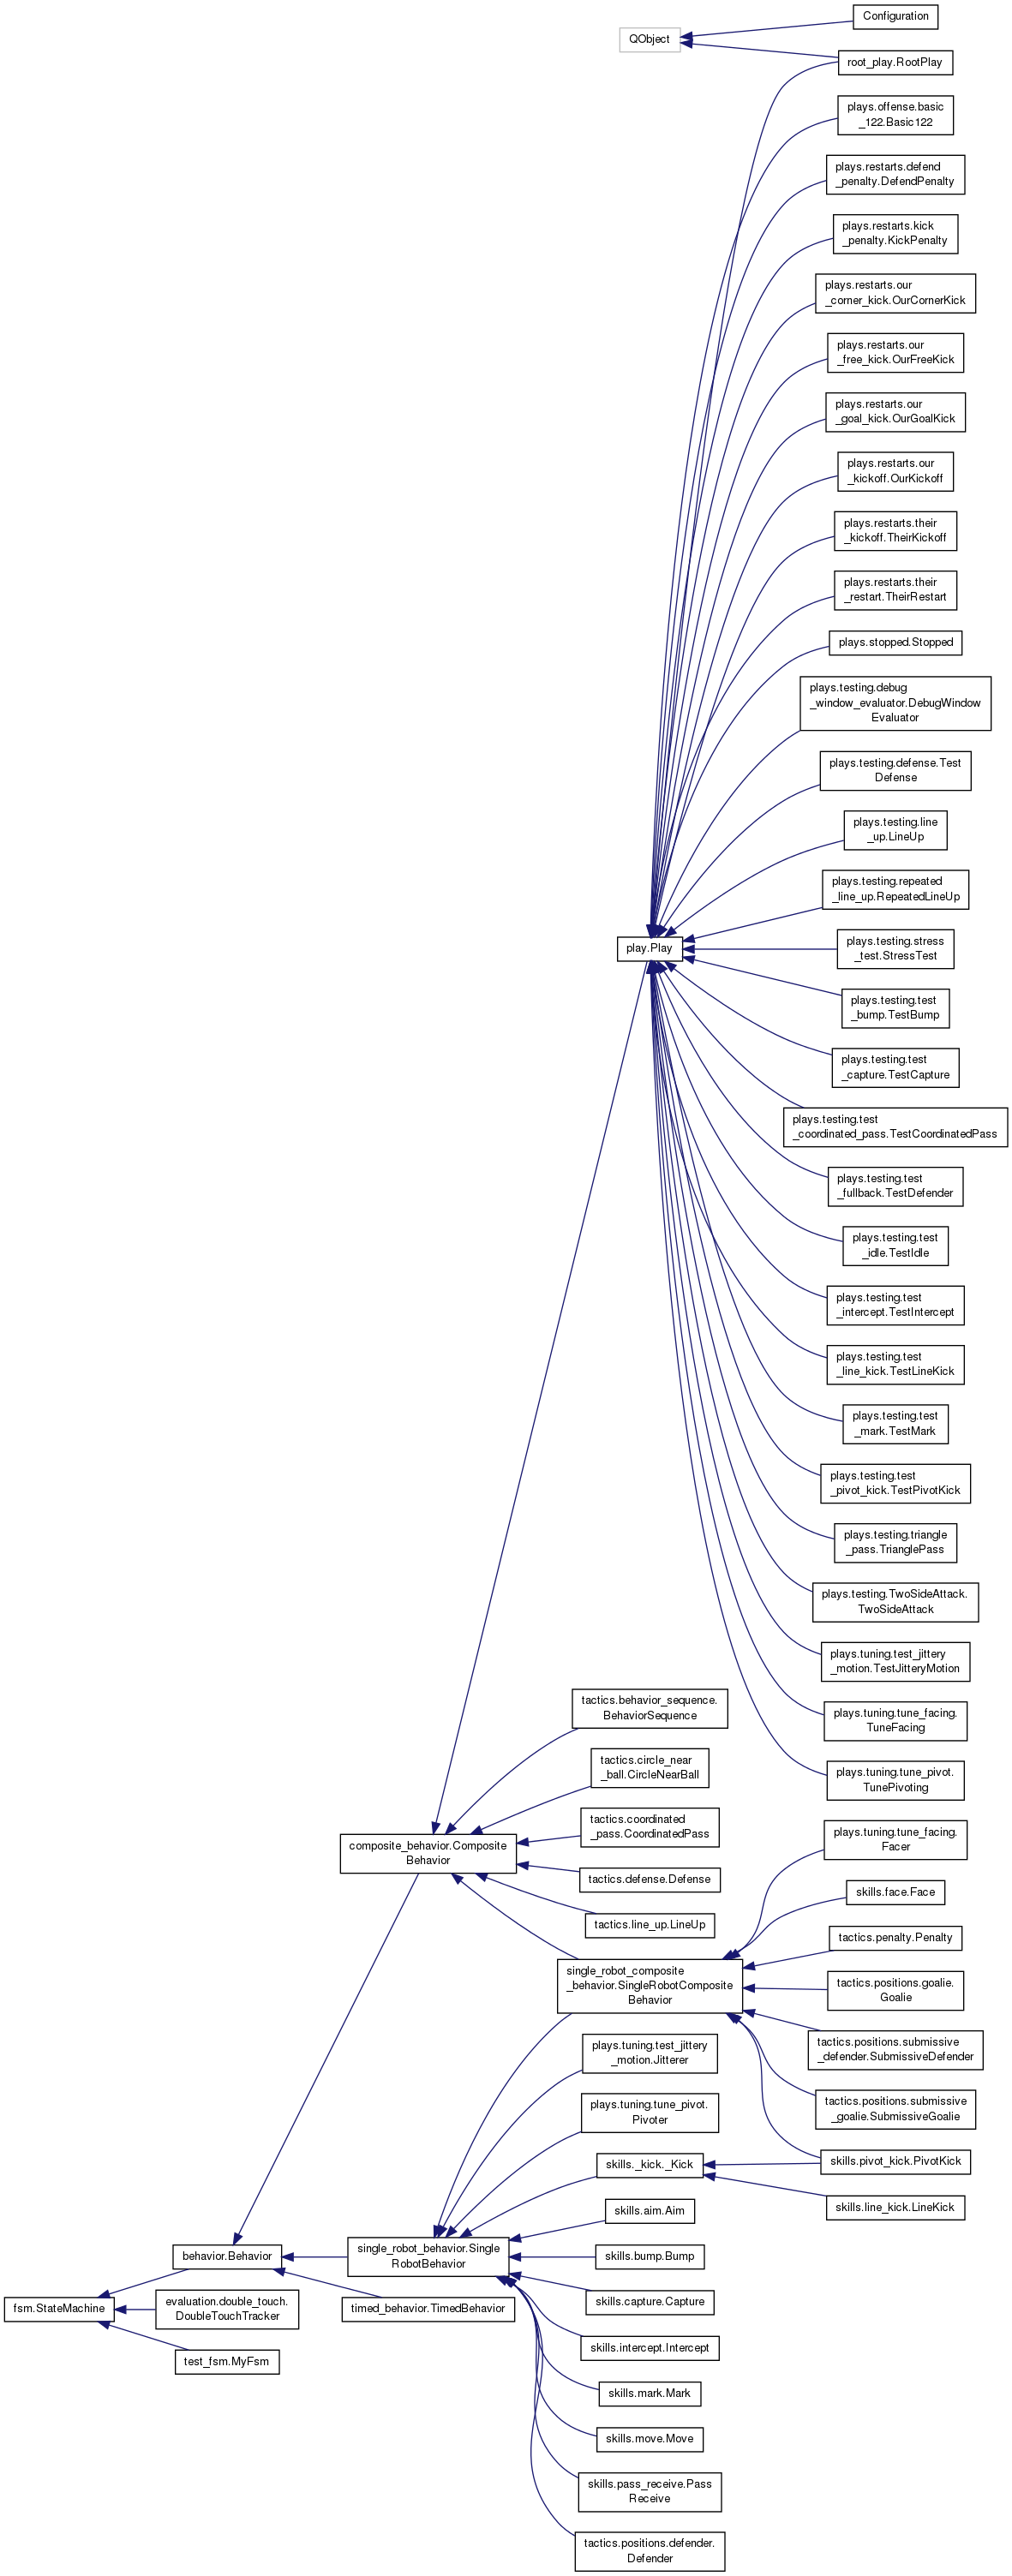 Configuration
QObject
root_play.RootPlay
plays.offense.basic
_122.Basic122
plays.restarts.defend
_penalty.DefendPenalty
plays.restarts.kick
_penalty.KickPenalty
plays.restarts.our
_corner_kick.OurCornerKick
plays.restarts.our
_free_kick.OurFreeKick
plays.restarts.our
_goal_kick.OurGoalKick
plays.restarts.our
_kickoff.OurKickoff
plays.restarts.their
_kickoff.TheirKickoff
plays.restarts.their
_restart.TheirRestart
plays.stopped.Stopped
plays.testing.debug
_window_evaluator.DebugWindow
Evaluator
plays.testing.defense.Test
Defense
plays.testing.line
_up.LineUp
plays.testing.repeated
_line_up.RepeatedLineUp
play.Play
plays.testing.stress
_test.StressTest
plays.testing.test
_bump.TestBump
plays.testing.test
_capture.TestCapture
plays.testing.test
_coordinated_pass.TestCoordinatedPass
plays.testing.test
_fullback.TestDefender
plays.testing.test
_idle.TestIdle
plays.testing.test
_intercept.TestIntercept
plays.testing.test
_line_kick.TestLineKick
plays.testing.test
_mark.TestMark
plays.testing.test
_pivot_kick.TestPivotKick
plays.testing.triangle
_pass.TrianglePass
plays.testing.TwoSideAttack.
TwoSideAttack
plays.tuning.test_jittery
_motion.TestJitteryMotion
plays.tuning.tune_facing.
TuneFacing
plays.tuning.tune_pivot.
TunePivoting
tactics.behavior_sequence.
BehaviorSequence
tactics.circle_near
_ball.CircleNearBall
tactics.coordinated
_pass.CoordinatedPass
composite_behavior.Composite
Behavior
tactics.defense.Defense
tactics.line_up.LineUp
single_robot_composite
_behavior.SingleRobotComposite
Behavior
plays.tuning.tune_facing.
Facer
skills.face.Face
tactics.penalty.Penalty
tactics.positions.goalie.
Goalie
tactics.positions.submissive
_defender.SubmissiveDefender
tactics.positions.submissive
_goalie.SubmissiveGoalie
skills.pivot_kick.PivotKick
skills.line_kick.LineKick
plays.tuning.test_jittery
_motion.Jitterer
plays.tuning.tune_pivot.
Pivoter
skills._kick._Kick
skills.aim.Aim
behavior.Behavior
single_robot_behavior.Single
RobotBehavior
skills.bump.Bump
skills.capture.Capture
fsm.StateMachine
evaluation.double_touch.
DoubleTouchTracker
timed_behavior.TimedBehavior
test_fsm.MyFsm
skills.intercept.Intercept
skills.mark.Mark
skills.move.Move
skills.pass_receive.Pass
Receive
tactics.positions.defender.
Defender